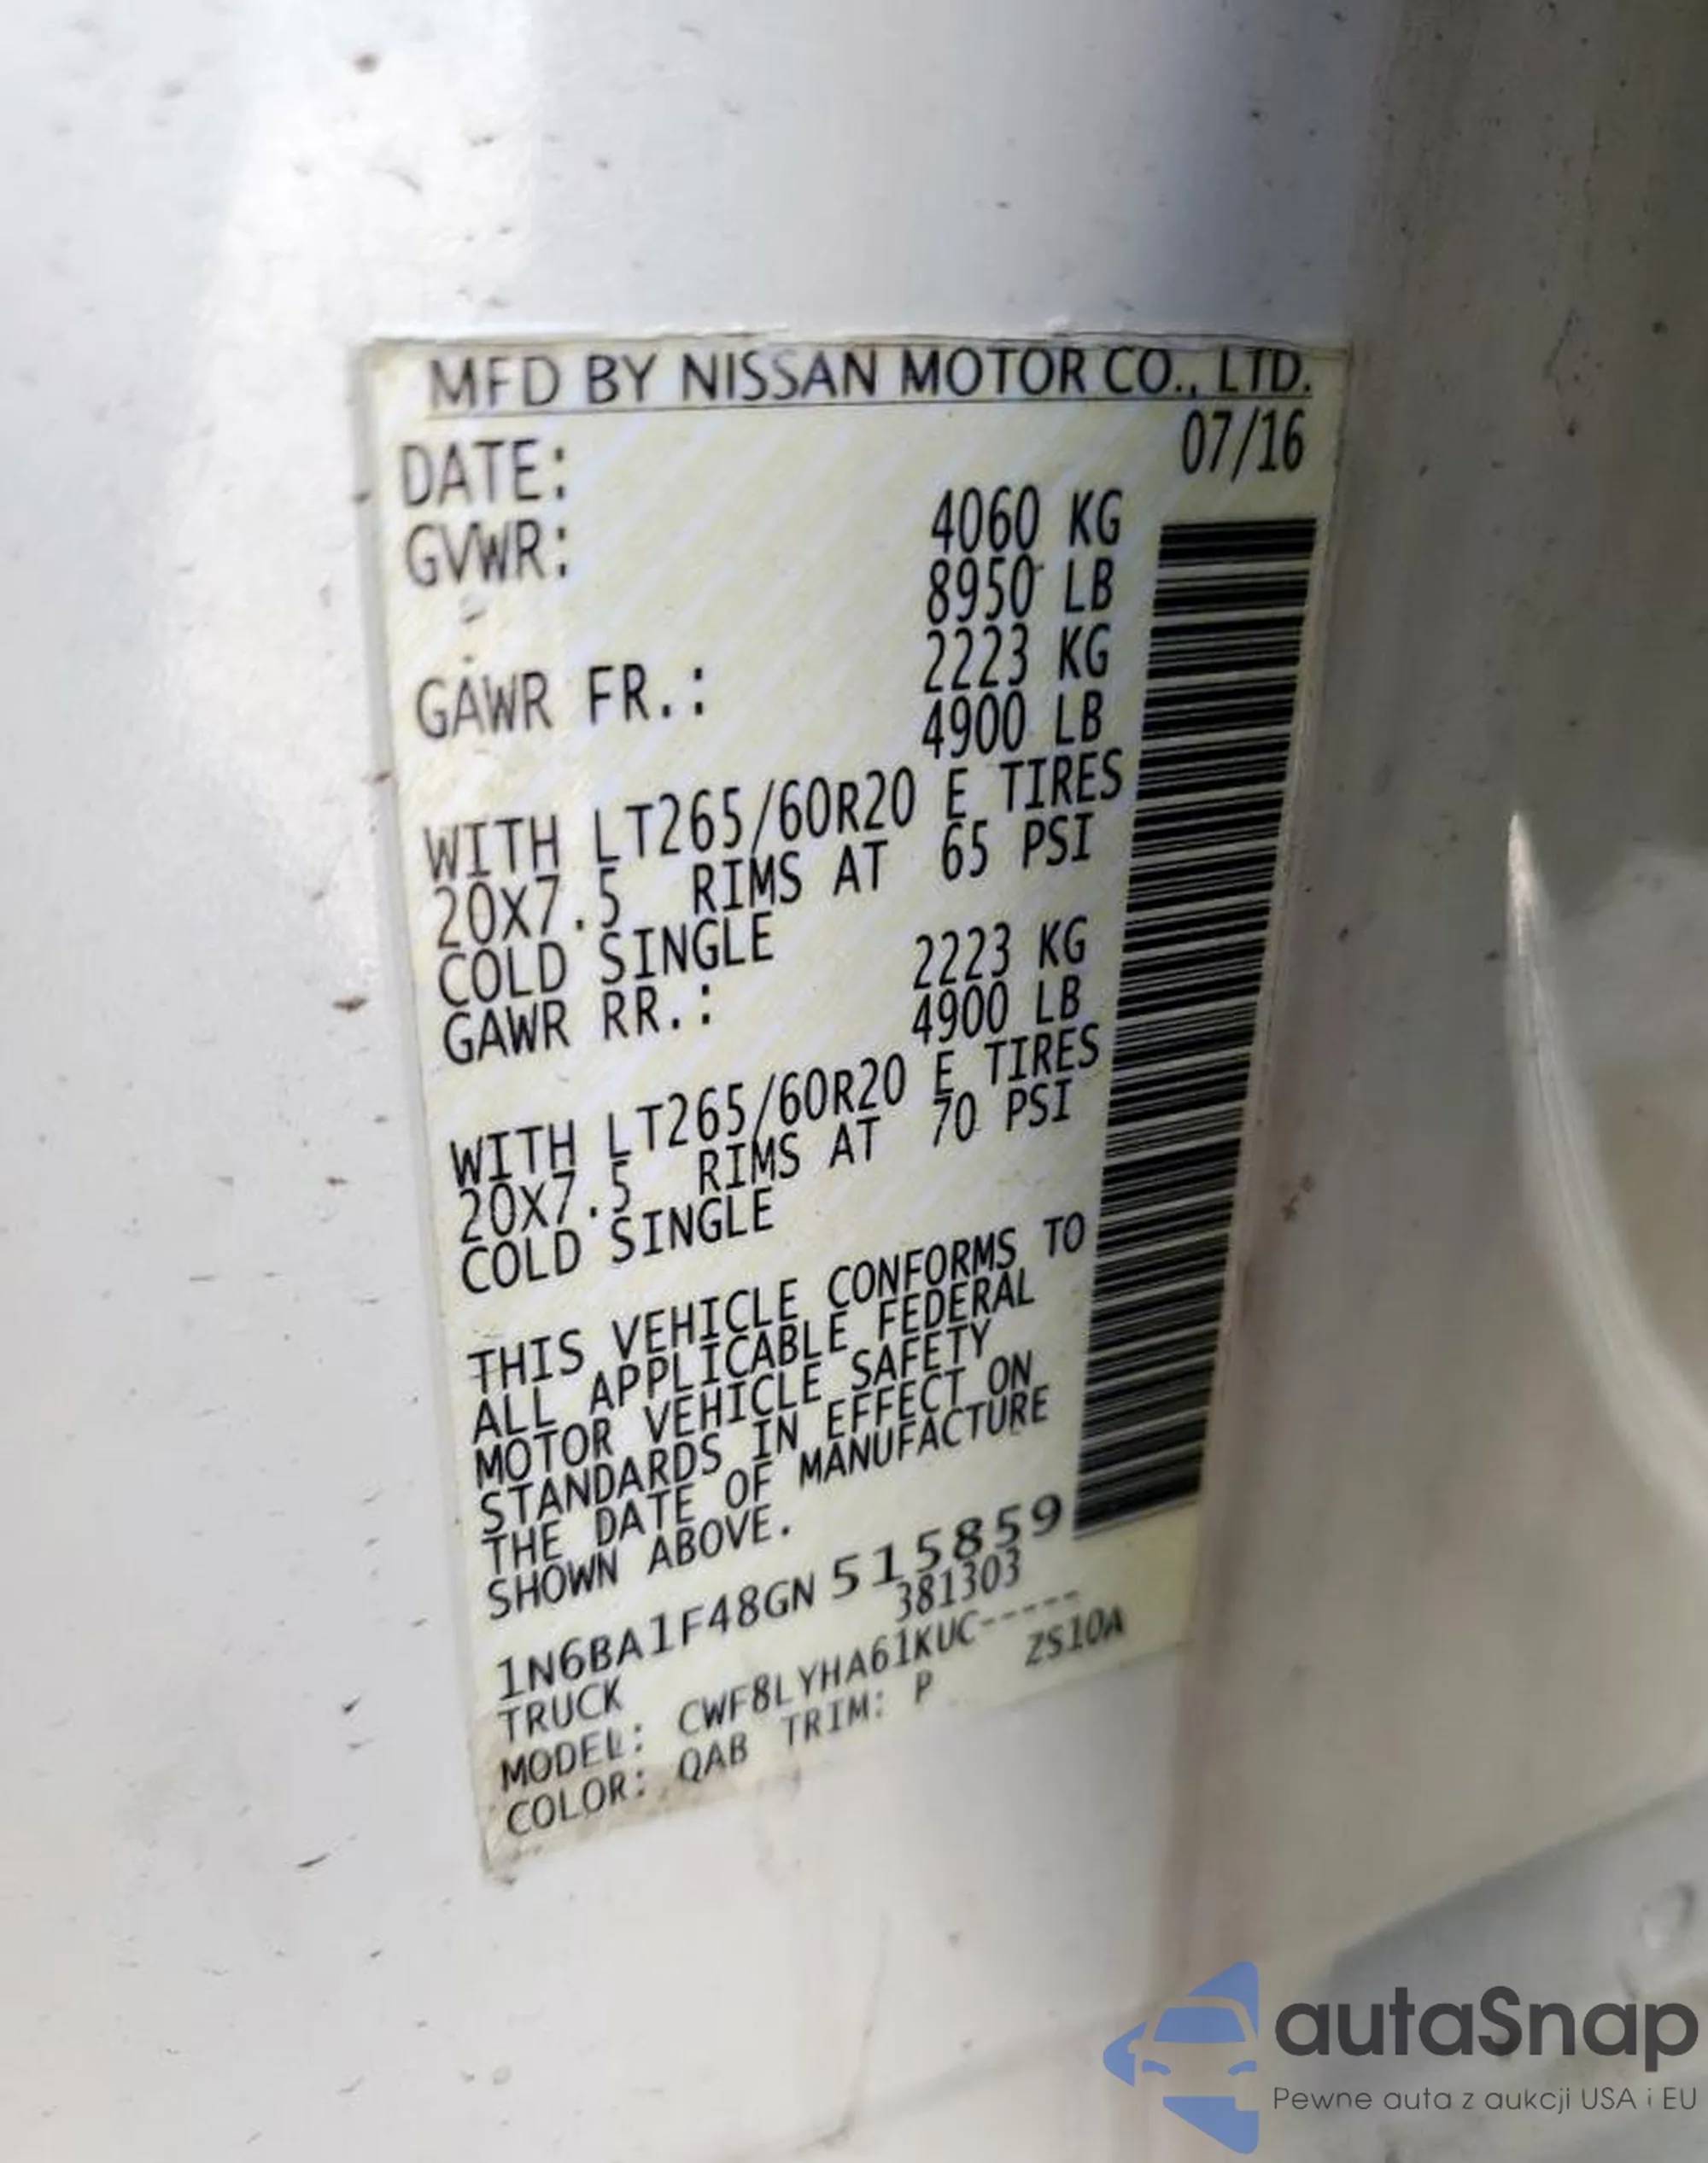 MFD BY NISSAN MOTOR CO., LTD.
DATE: 07/16
GVWR: 4060 KG
8950 LB
GAWR FR.: 2223 KG
4900 LB
WITH LT265/60R20 E TIRES
20X7.5 RIMS AT 65 PSI
COLD SINGLE
GAWR RR.: 2223 KG
4900 LB
WITH LT265/60R20 E TIRES
20X7.5 RIMS AT 70 PSI
COLD SINGLE
THIS VEHICLE CONFORMS TO
ALL APPLICABLE FEDERAL
MOTOR VEHICLE SAFETY
STANDARDS IN EFFECT ON
THE DATE OF MANUFACTURE
SHOWN ABOVE.
1N6BA1F48GN 515859
TRUCK 381303
MODEL: CWF8LYHA61KUC-----
COLOR: QAB TRIM: P ZS10A
autaSnap
Pewne auta z aukcji USA i EU